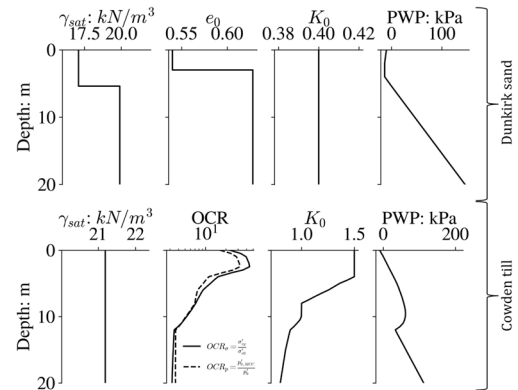 γ_sat: kN/m³ e₀ K₀ PWP: kPa
17.5 20.0 0.55 0.60 0.38 0.40 0.42 0 100
0
10
20
Depth: m
Dunkirk sand
γ_sat: kN/m³ OCR K₀ PWP: kPa
21 22 10¹ 1.0 1.5 0 200
0
10
20
Depth: m
Cowden till